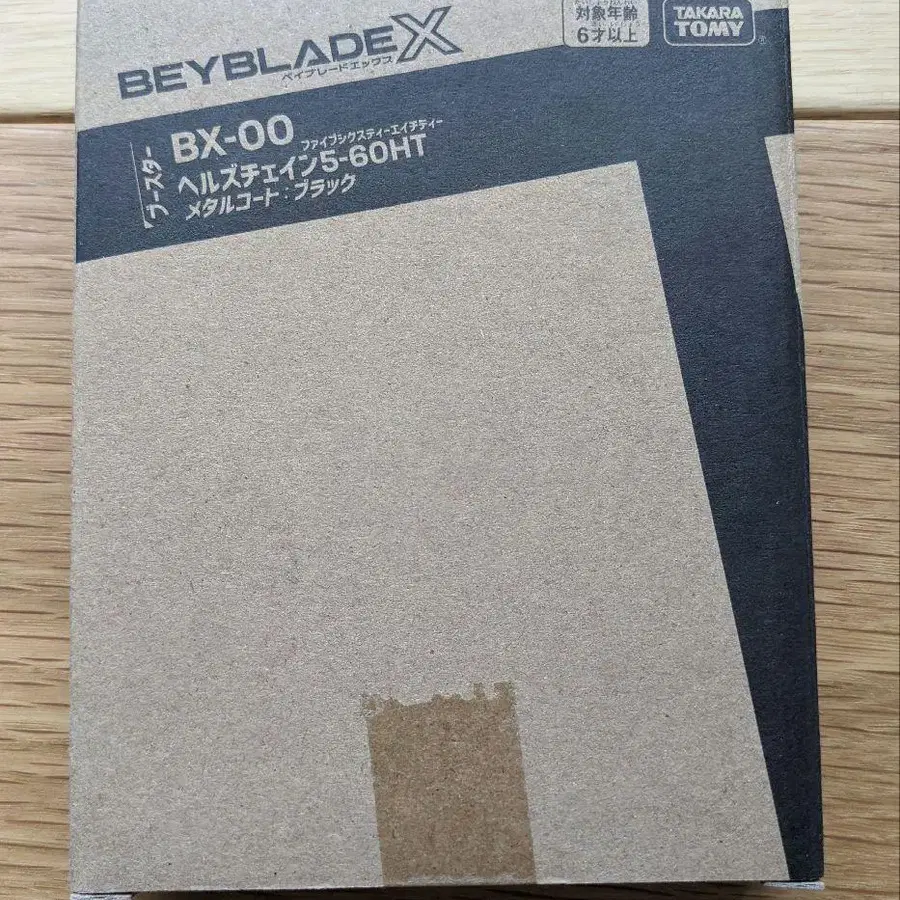 BEYBLADE X
ベイブレードエックス
対象年齢
6才以上
TAKARA
TOMY
ブースター
BX-00
ファイブシクスティーエイチティー
ヘルズチェイン5-60HT
メタルコート：ブラック